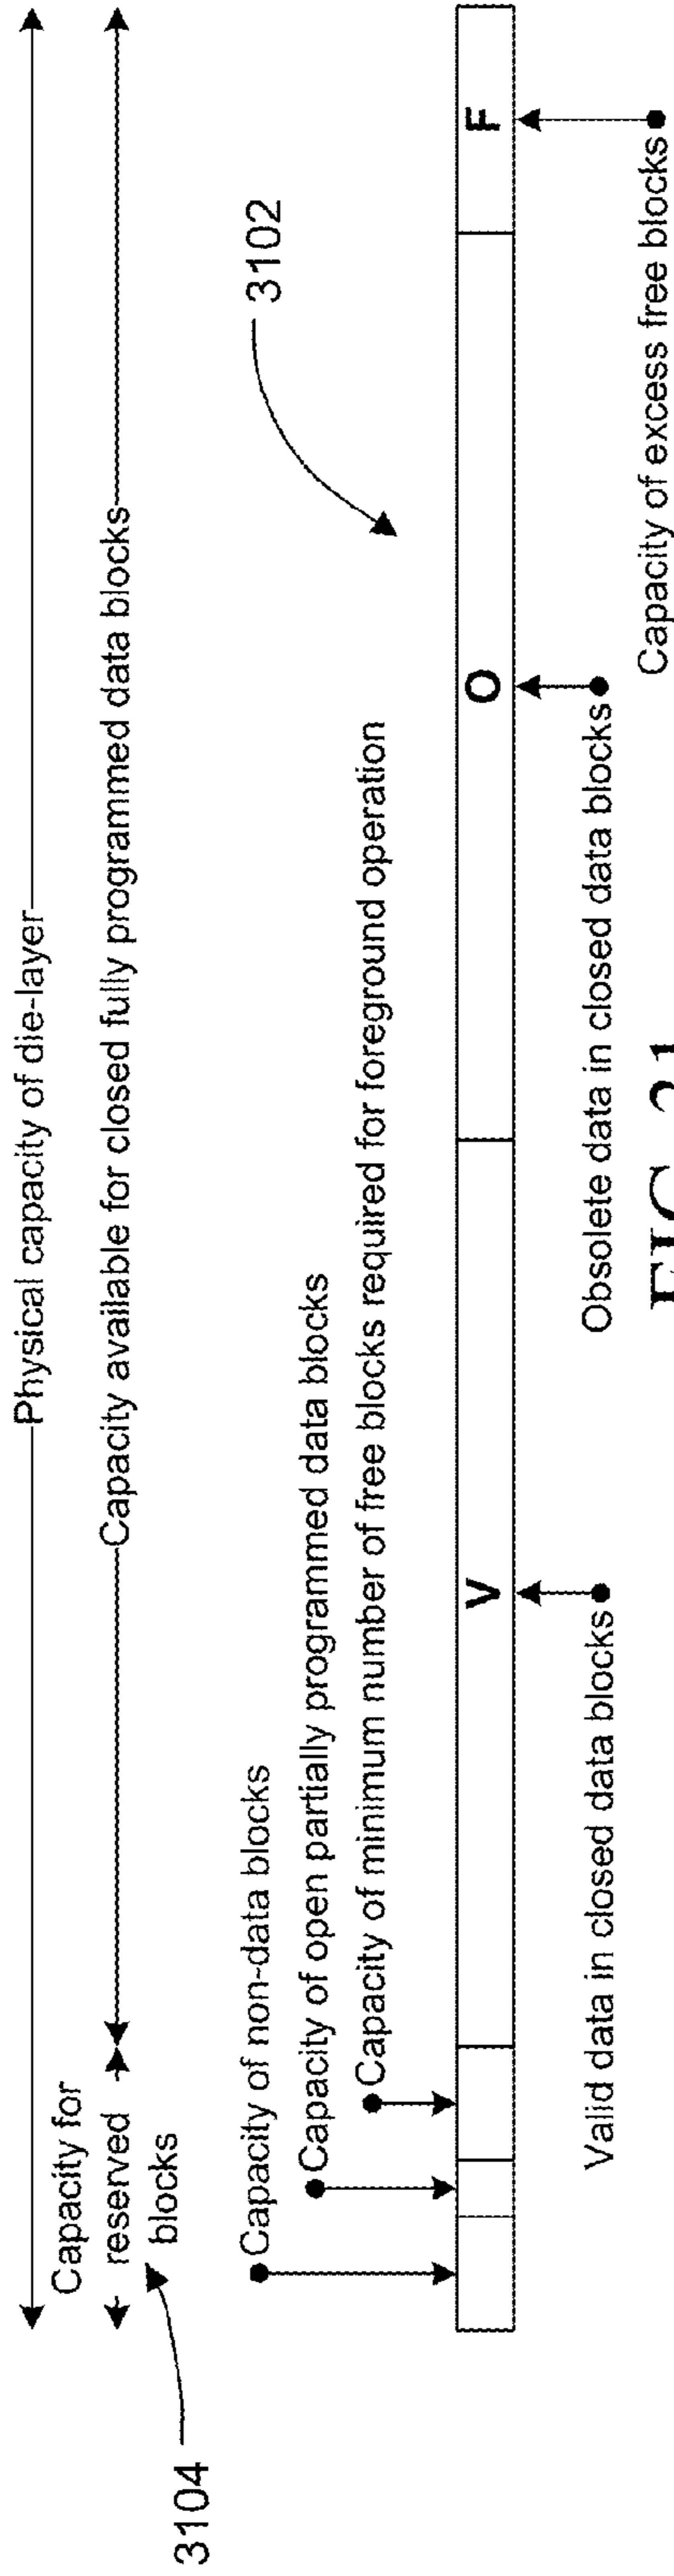 Physical capacity of die-layer
Capacity for
reserved
blocks
Capacity available for closed fully programmed data blocks
3104
3102
Capacity of non-data blocks
Capacity of open partially programmed data blocks
Capacity of minimum number of free blocks required for foreground operation
V
O
F
Valid data in closed data blocks
Obsolete data in closed data blocks
Capacity of excess free blocks
FIG. 21